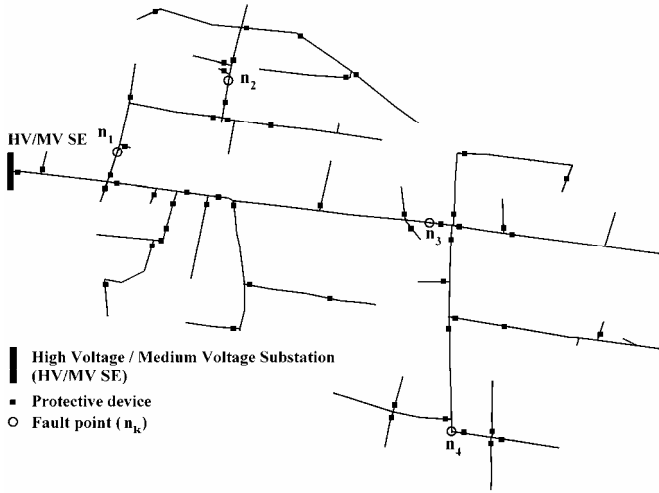 n2
n1
HV/MV SE
n3
High Voltage / Medium Voltage Substation
(HV/MV SE)
Protective device
Fault point (nk)
n4